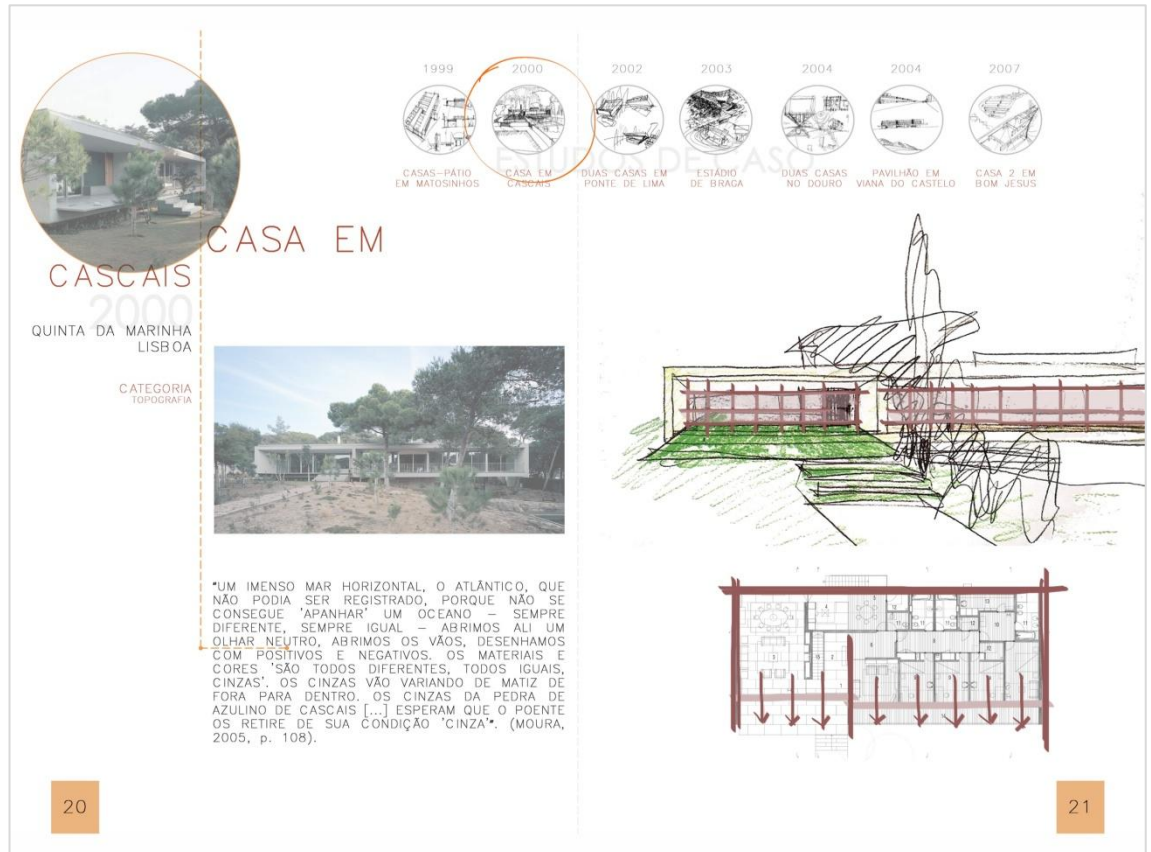 1999 2000 2002 2003 2004 2004 2007
ESTUDOS DE CASO
CASAS-PÁTIO
EM MATOSINHOS
CASA EM
CASCAIS
DUAS CASAS EM
PONTE DE LIMA
ESTÁDIO
DE BRAGA
DUAS CASAS
NO DOURO
PAVILHÃO EM
VIANA DO CASTELO
CASA 2 EM
BOM JESUS
CASA EM
CASCAIS
2000
QUINTA DA MARINHA
LISBOA
CATEGORIA
TOPOGRAFIA
"UM IMENSO MAR HORIZONTAL, O ATLÂNTICO, QUE
NÃO PODIA SER REGISTRADO, PORQUE NÃO SE
CONSEGUE 'APANHAR' UM OCEANO – SEMPRE
DIFERENTE, SEMPRE IGUAL – ABRIMOS ALI UM
OLHAR NEUTRO, ABRIMOS OS VÃOS, DESENHAMOS
COM POSITIVOS E NEGATIVOS. OS MATERIAIS E
CORES 'SÃO TODOS DIFERENTES, TODOS IGUAIS,
CINZAS'. OS CINZAS VÃO VARIANDO DE MATIZ DE
FORA PARA DENTRO. OS CINZAS DA PEDRA DE
AZULINO DE CASCAIS [...] ESPERAM QUE O POENTE
OS RETIRE DE SUA CONDIÇÃO 'CINZA'". (MOURA,
2005, p. 108).
20
21